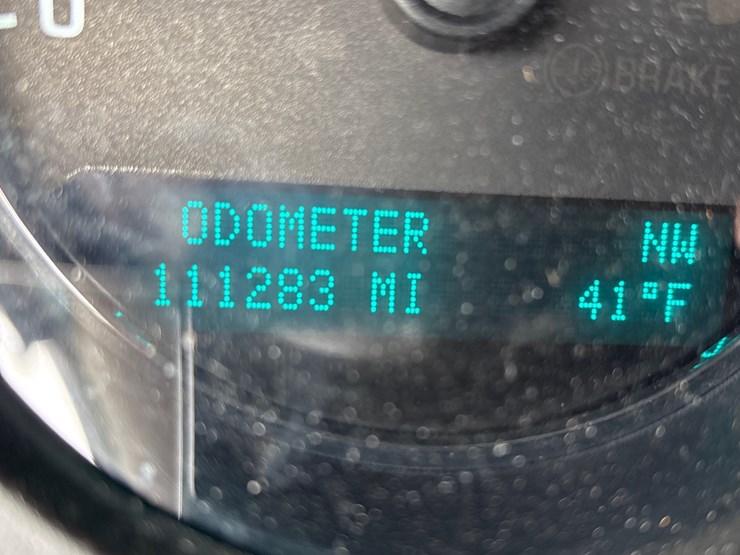 BRAKE
ODOMETER NW
111283 MI 41°F